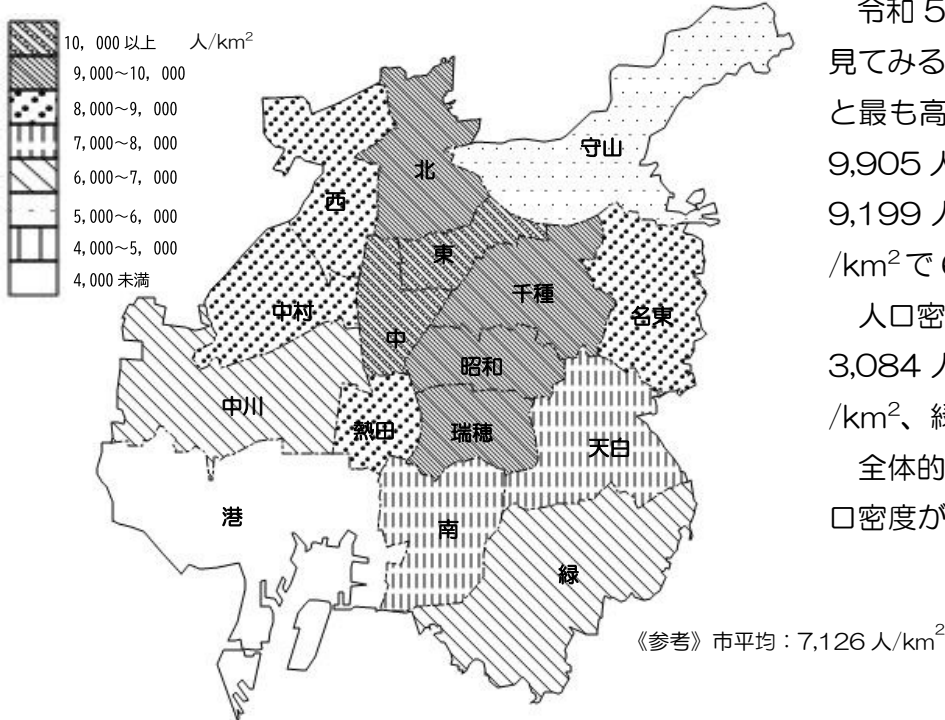 10, 000 以上 人/km²
9,000~10, 000
8,000~9, 000
7,000~8, 000
6,000~7, 000
5,000~6, 000
4,000~5, 000
4,000 未満
守山
北
西
東
千種
中村
名東
中
昭和
中川
熱田
瑞穂
天白
港
南
緑
《参考》市平均：7,126 人/km²
令和 5
見てみる
と最も高
9,905 人
9,199 人
/km²で 6
人口密
3,084 人
/km²、緑
全体的
口密度が